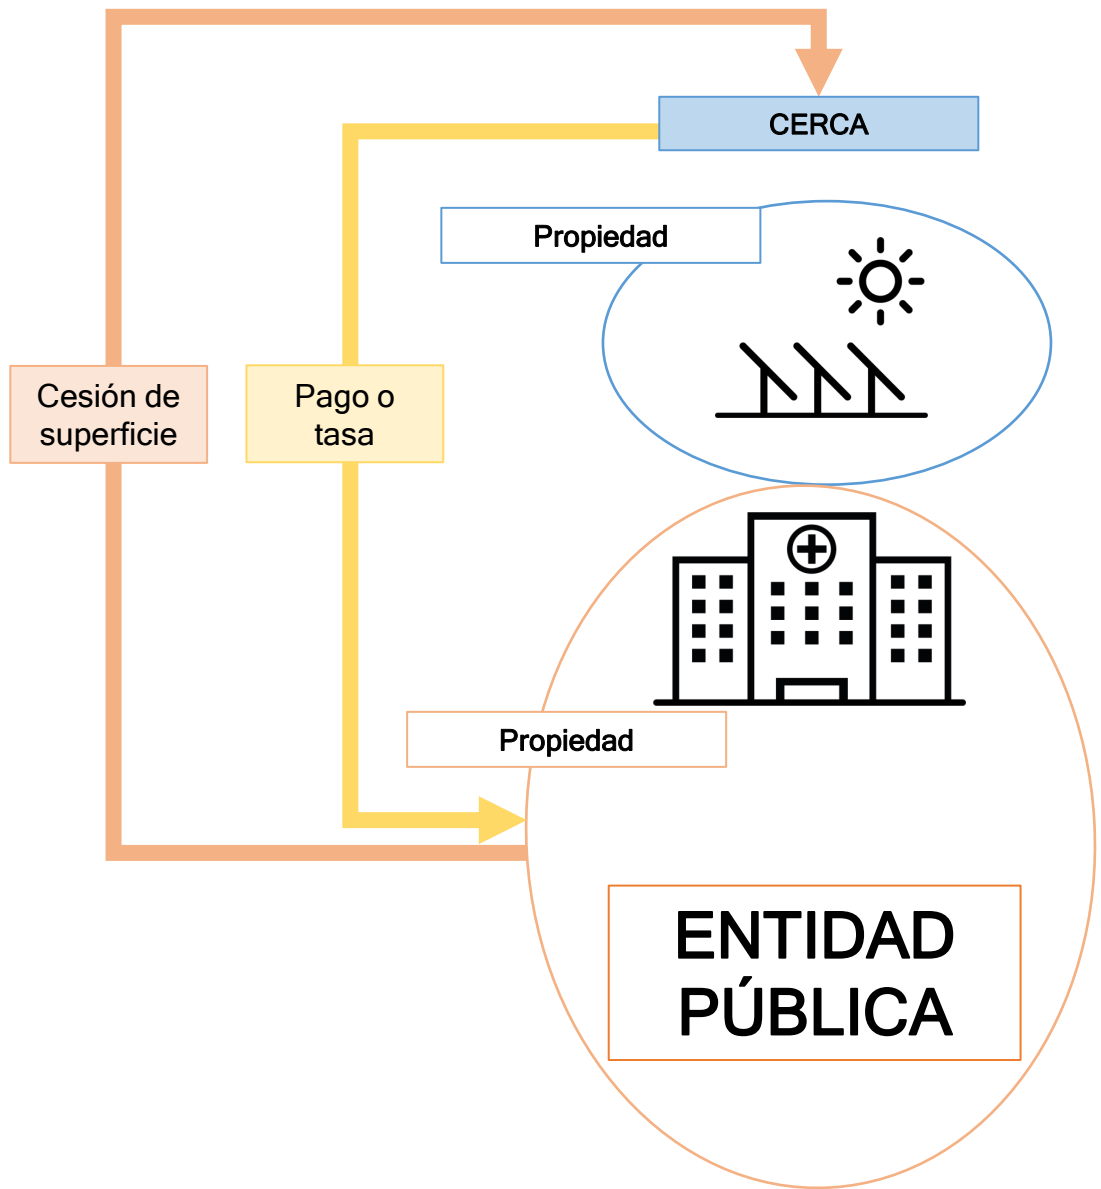 CERCA
Propiedad
Cesión de
superficie
Pago o
tasa
Propiedad
ENTIDAD
PÚBLICA